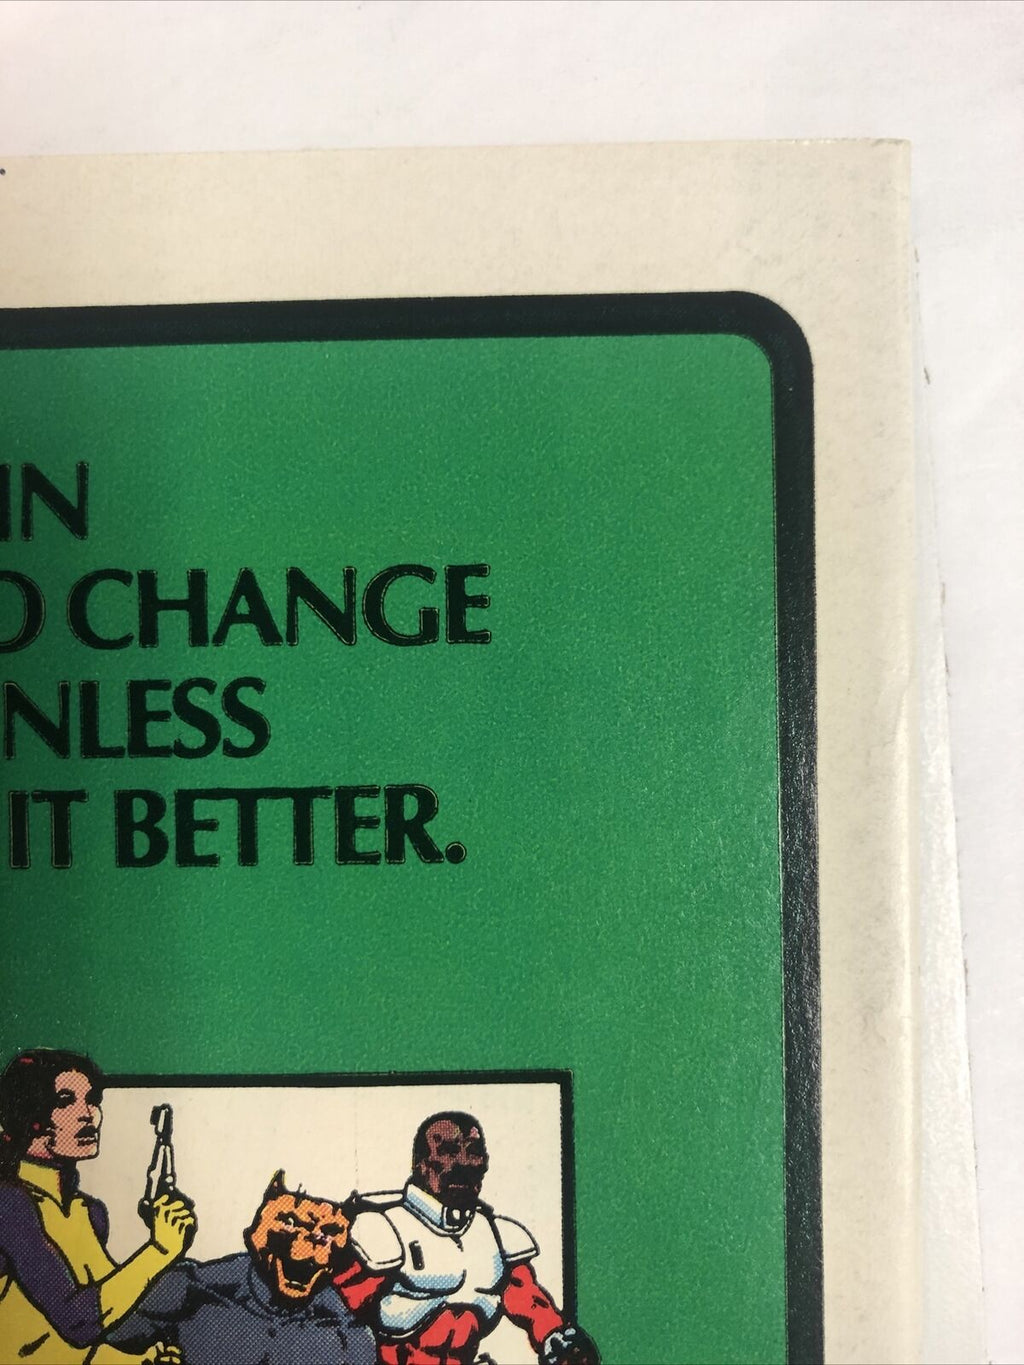 IN
O CHANGE
NLESS
IT BETTER.